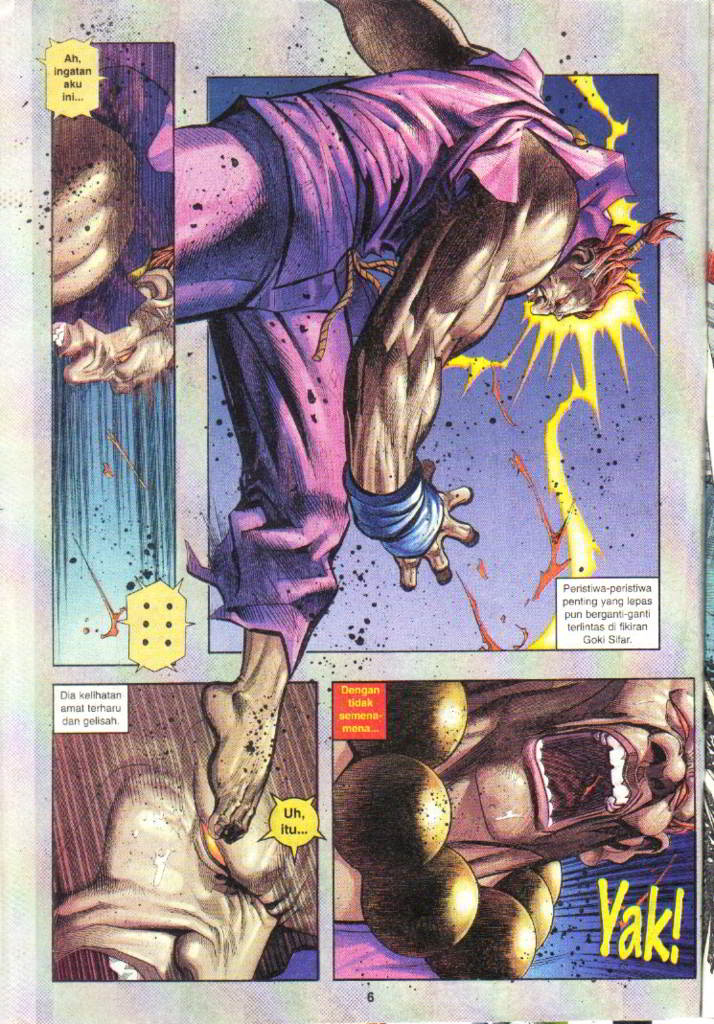 Ah,
ingatan
aku
ini...
Peristiwa-peristiwa
penting yang lepas
pun berganti-ganti
terlintas di fikiran
Goki Sifar.
Dia kelihatan
amat terharu
dan gelisah.
Uh,
itu...
Dengan
tidak
semena-
mena...
Yak!
6